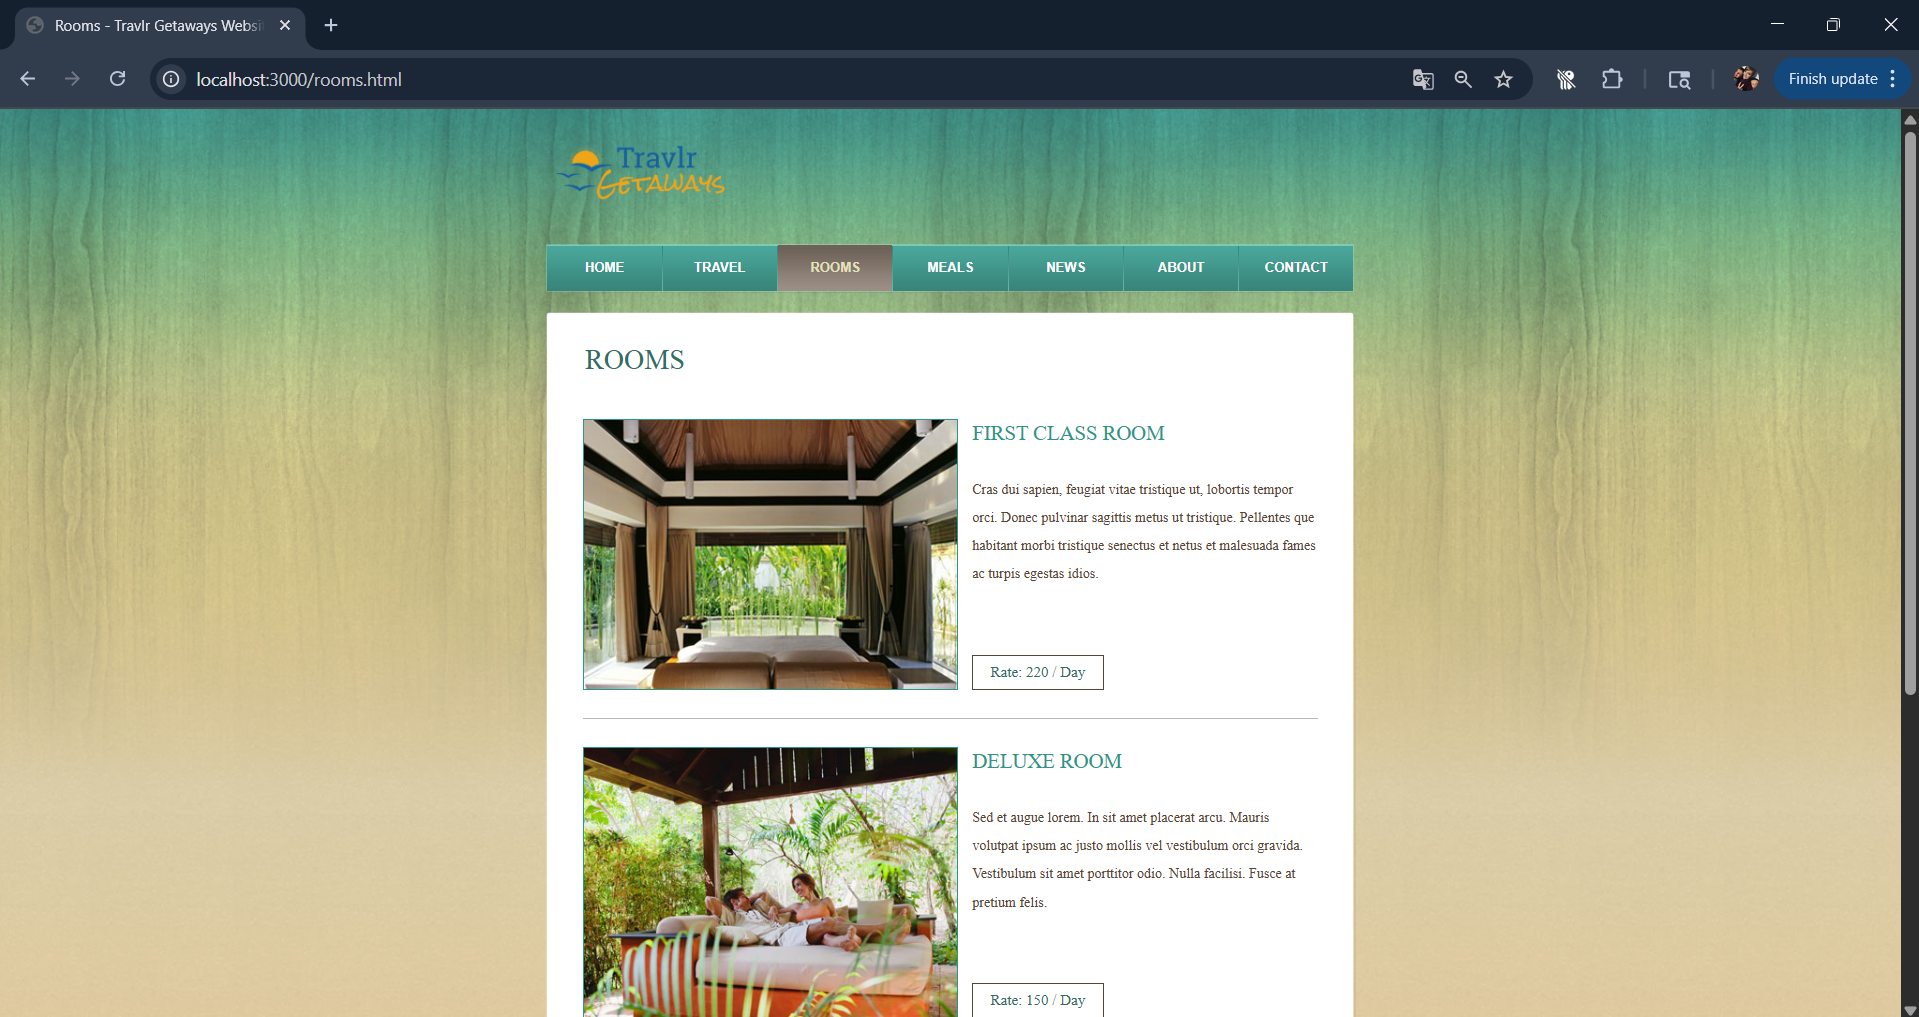 Rooms - Travlr Getaways Websi
localhost:3000/rooms.html
Finish update
Travlr
GETAWAYS
HOME
TRAVEL
ROOMS
MEALS
NEWS
ABOUT
CONTACT
ROOMS
FIRST CLASS ROOM
Cras dui sapien, feugiat vitae tristique ut, lobortis tempor
orci. Donec pulvinar sagittis metus ut tristique. Pellentes que
habitant morbi tristique senectus et netus et malesuada fames
ac turpis egestas idios.
Rate: 220 / Day
DELUXE ROOM
Sed et augue lorem. In sit amet placerat arcu. Mauris
volutpat ipsum ac justo mollis vel vestibulum orci gravida.
Vestibulum sit amet porttitor odio. Nulla facilisi. Fusce at
pretium felis.
Rate: 150 / Day